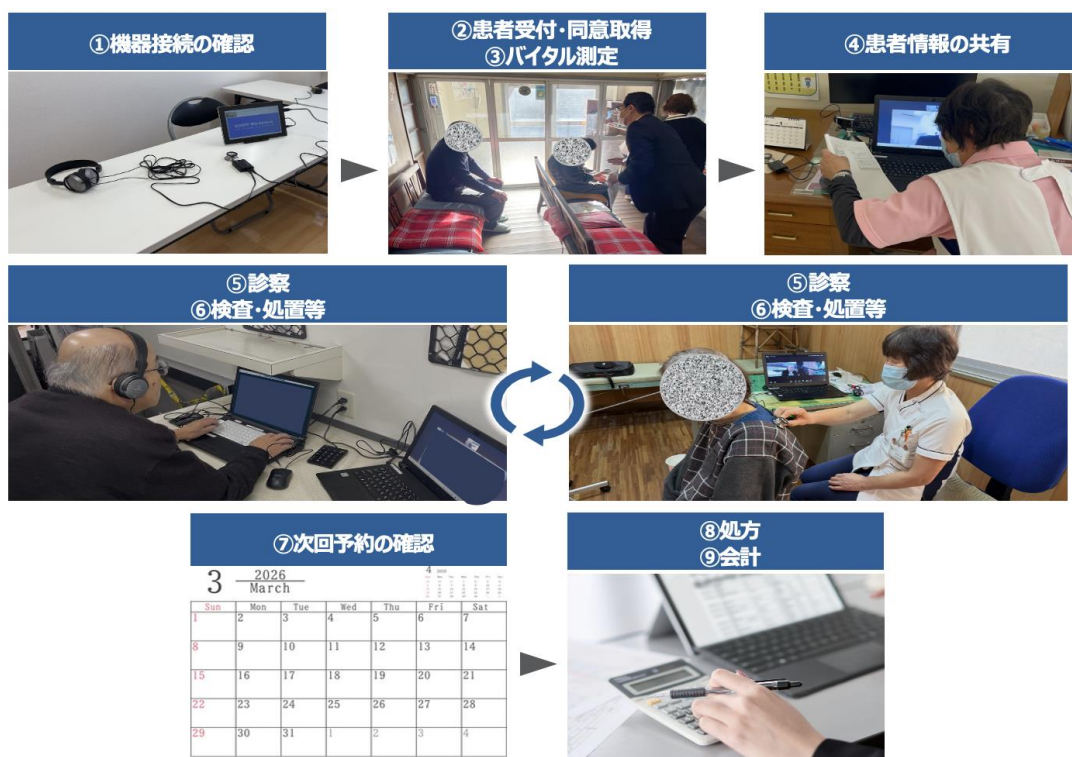 ①機器接続の確認
②患者受付・同意取得
③バイタル測定
④患者情報の共有
⑤診察
⑥検査・処置等
⑤診察
⑥検査・処置等
⑦次回予約の確認
3 2026 March
4
Sun Mon Tue Wed Thu Fri Sat
1 2 3 4 5 6 7
8 9 10 11 12 13 14
15 16 17 18 19 20 21
22 23 24 25 26 27 28
29 30 31 1 2 3 4
⑧処方
⑨会計